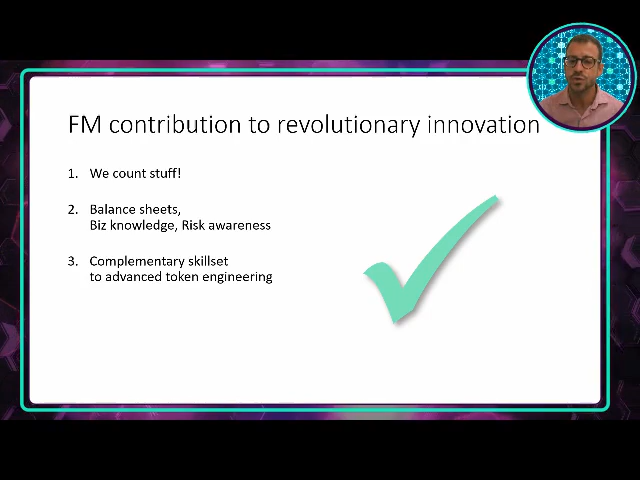 FM contribution to revolutionary innovation
1. We count stuff!
2. Balance sheets,
Biz knowledge, Risk awareness
3. Complementary skillset
to advanced token engineering